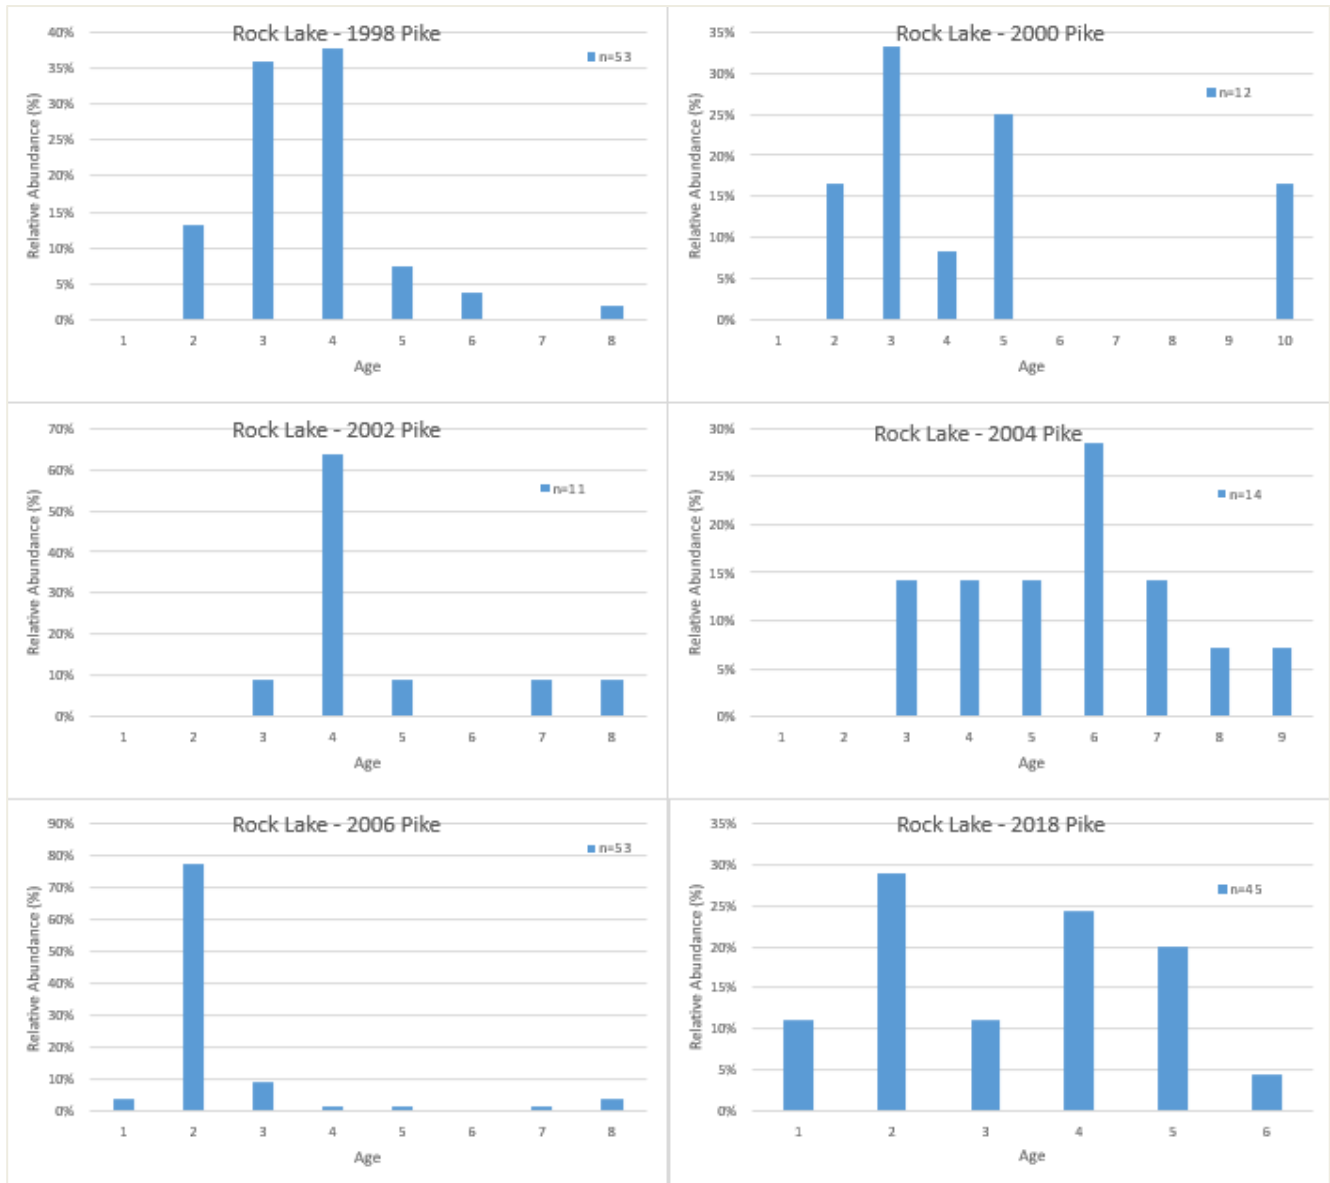 Rock Lake - 1998 Pike
n=53
Relative Abundance (%)
40%
35%
30%
25%
20%
15%
10%
5%
0%
1 2 3 4 5 6 7 8
Age
Rock Lake - 2000 Pike
n=12
Relative Abundance (%)
35%
30%
25%
20%
15%
10%
5%
0%
1 2 3 4 5 6 7 8 9 10
Age
Rock Lake - 2002 Pike
n=11
Relative Abundance (%)
70%
60%
50%
40%
30%
20%
10%
0%
1 2 3 4 5 6 7 8
Age
Rock Lake - 2004 Pike
n=14
Relative Abundance (%)
30%
25%
20%
15%
10%
5%
0%
1 2 3 4 5 6 7 8 9
Age
Rock Lake - 2006 Pike
n=53
Relative Abundance (%)
90%
80%
70%
60%
50%
40%
30%
20%
10%
0%
1 2 3 4 5 6 7 8
Age
Rock Lake - 2018 Pike
n=45
Relative Abundance (%)
35%
30%
25%
20%
15%
10%
5%
0%
1 2 3 4 5 6
Age